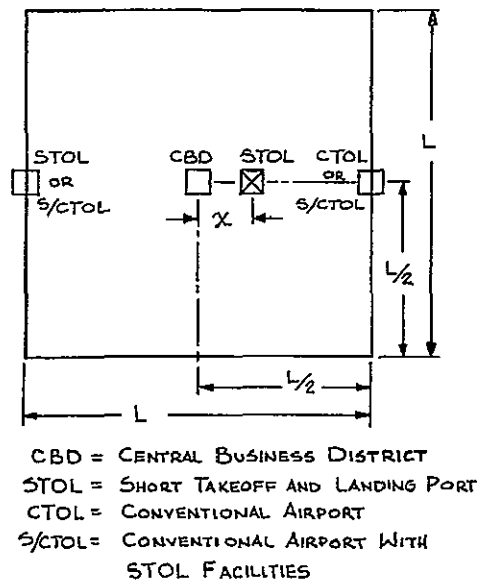 STOL
OR
S/CTOL
CBD
STOL
CTOL
OR
S/CTOL
X
L
L/2
L/2
L
CBD = CENTRAL BUSINESS DISTRICT
STOL = SHORT TAKEOFF AND LANDING PORT
CTOL = CONVENTIONAL AIRPORT
S/CTOL = CONVENTIONAL AIRPORT WITH
STOL FACILITIES